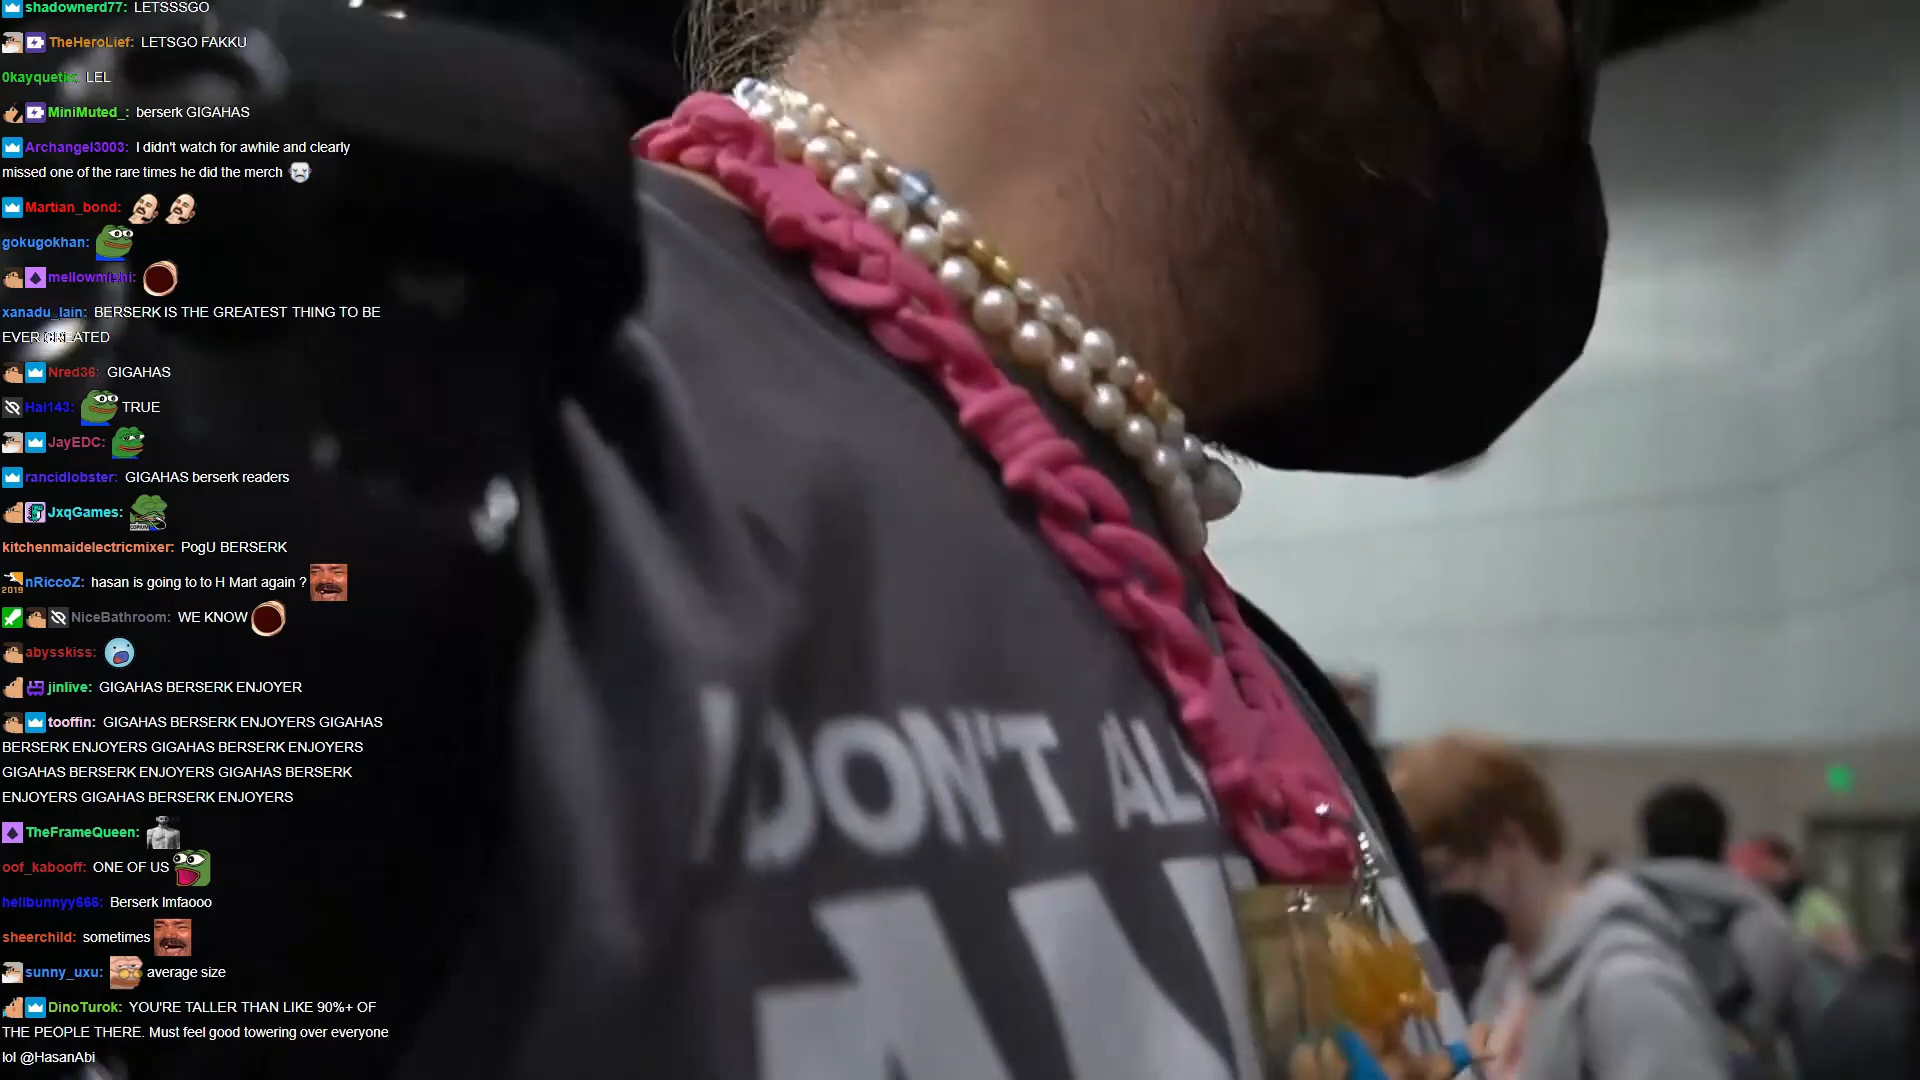 shadownerd77: LETSSSGO
TheHeroLief: LETSGO FAKKU
0kayquetic: LEL
MiniMuted_: berserk GIGAHAS
Archangel3003: I didn't watch for awhile and clearly
missed one of the rare times he did the merch
Martian_bond:
gokugokhan:
mellowmishi:
xanadu_lain: BERSERK IS THE GREATEST THING TO BE
EVER CREATED
Nred36: GIGAHAS
Hai143: TRUE
JayEDC:
rancidlobster: GIGAHAS berserk readers
JxqGames:
kitchenmaidelectricmixer: PogU BERSERK
2019 nRiccoZ: hasan is going to to H Mart again ?
NiceBathroom: WE KNOW
abysskiss:
jinlive: GIGAHAS BERSERK ENJOYER
tooffin: GIGAHAS BERSERK ENJOYERS GIGAHAS
BERSERK ENJOYERS GIGAHAS BERSERK ENJOYERS
GIGAHAS BERSERK ENJOYERS GIGAHAS BERSERK
ENJOYERS GIGAHAS BERSERK ENJOYERS
TheFrameQueen:
oof_kabooff: ONE OF US
hellbunnyy666: Berserk lmfaooo
sheerchild: sometimes
sunny_uxu: average size
DinoTurok: YOU'RE TALLER THAN LIKE 90%+ OF
THE PEOPLE THERE. Must feel good towering over everyone
lol @HasanAbi
I DON'T AL